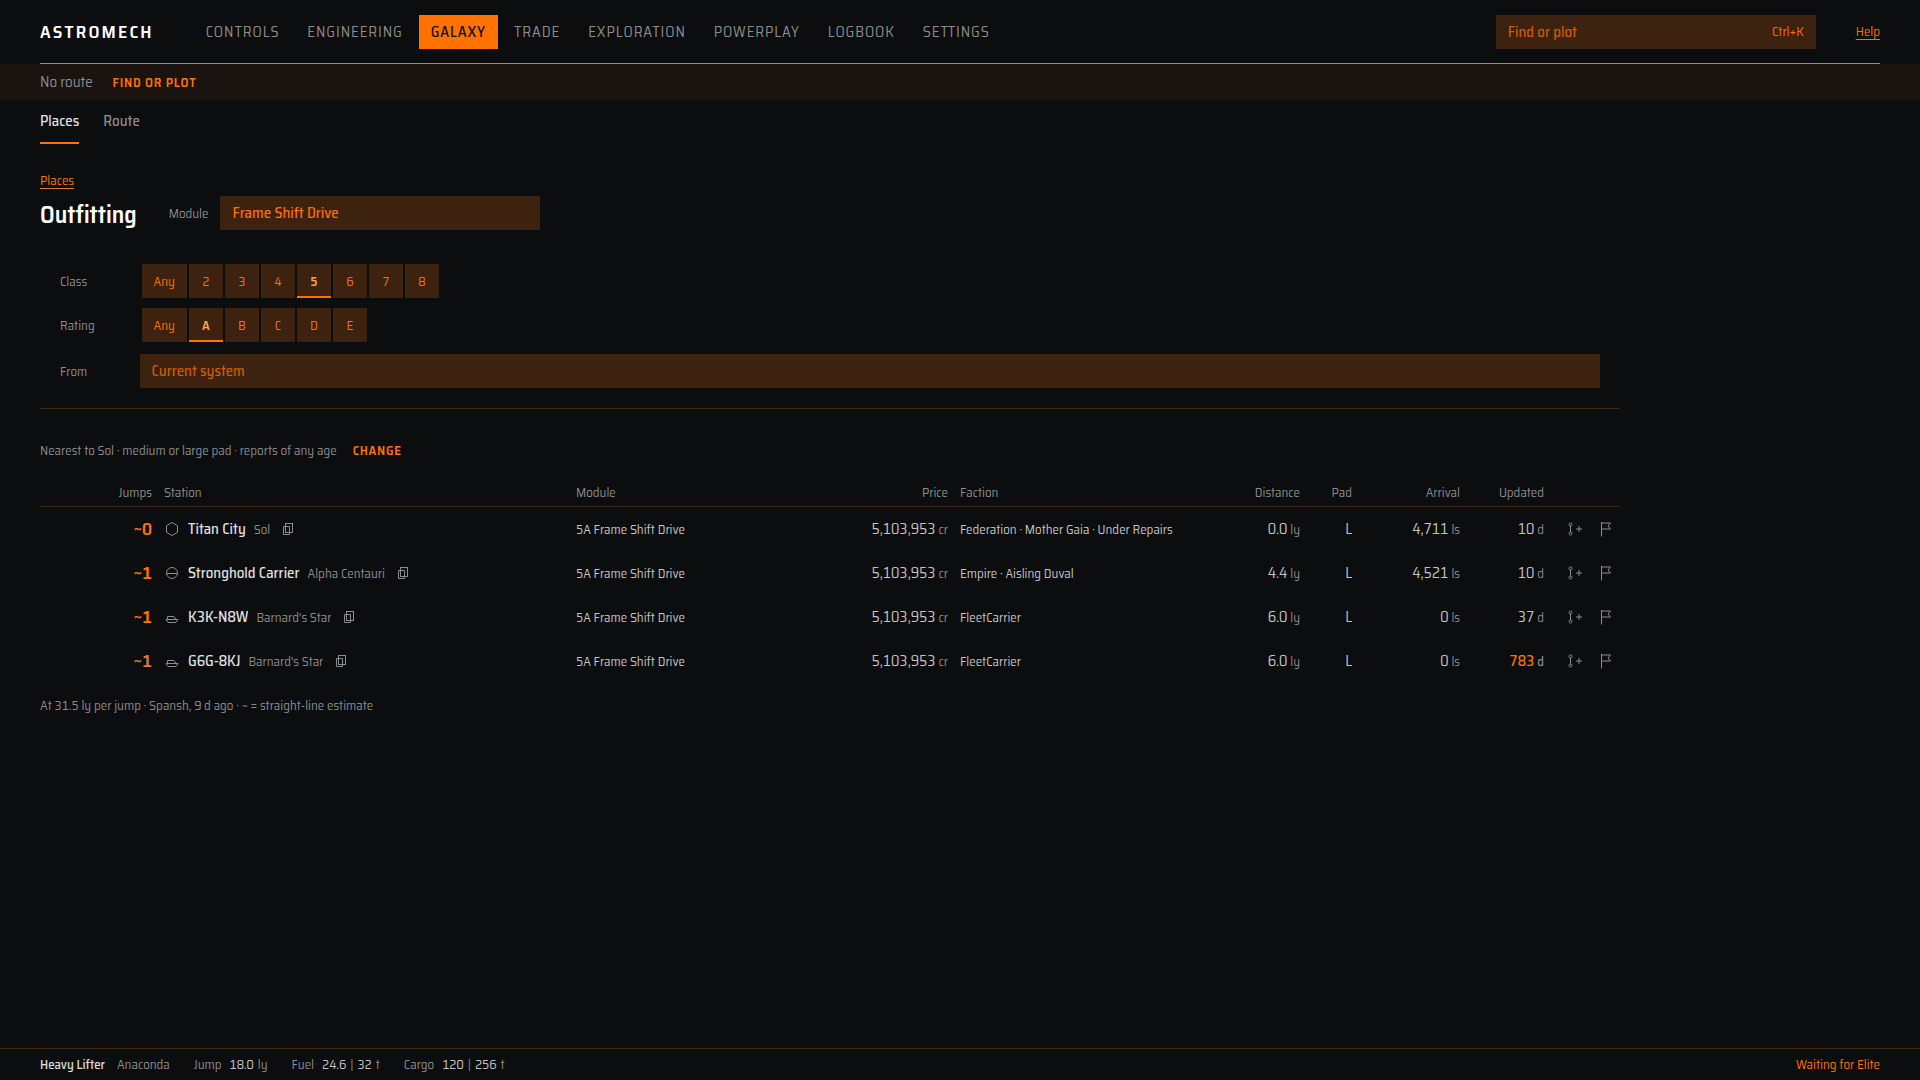 ASTROMECH CONTROLS ENGINEERING GALAXY TRADE EXPLORATION POWERPLAY LOGBOOK SETTINGS Find or plot Ctrl+K Help
No route FIND OR PLOT
Places Route
Places
Outfitting Module Frame Shift Drive
Class Any 2 3 4 5 6 7 8
Rating Any A B C D E
From Current system
Nearest to Sol · medium or large pad · reports of any age CHANGE
Jumps Station Module Price Faction Distance Pad Arrival Updated
~0 Titan City Sol 5A Frame Shift Drive 5,103,953 cr Federation · Mother Gaia · Under Repairs 0.0 ly L 4,711 ls 10 d
~1 Stronghold Carrier Alpha Centauri 5A Frame Shift Drive 5,103,953 cr Empire · Aisling Duval 4.4 ly L 4,521 ls 10 d
~1 K3K-N8W Barnard's Star 5A Frame Shift Drive 5,103,953 cr FleetCarrier 6.0 ly L 0 ls 37 d
~1 G6G-8KJ Barnard's Star 5A Frame Shift Drive 5,103,953 cr FleetCarrier 6.0 ly L 0 ls 783 d
At 31.5 ly per jump · Spansh, 9 d ago · ~ = straight-line estimate
Heavy Lifter Anaconda Jump 18.0 ly Fuel 24.6 | 32 t Cargo 120 | 256 t Waiting for Elite